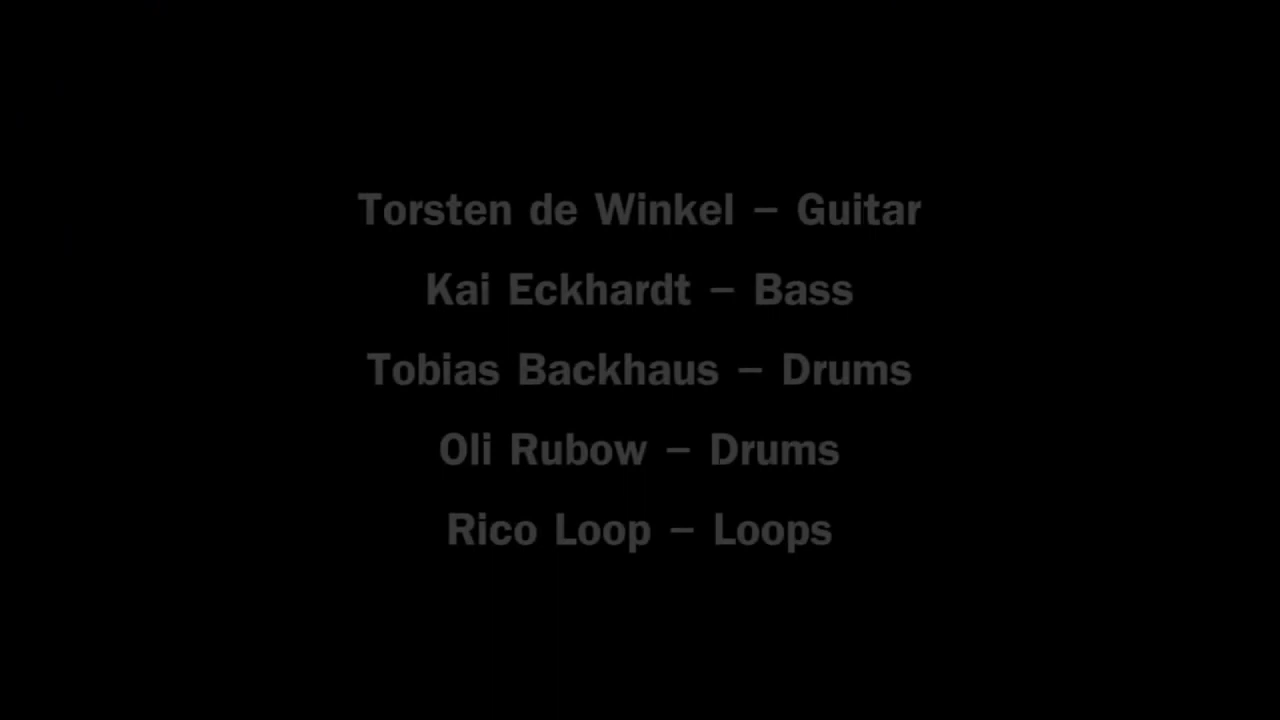 Torsten de Winkel – Guitar
Kai Eckhardt – Bass
Tobias Backhaus – Drums
Oli Rubow – Drums
Rico Loop – Loops